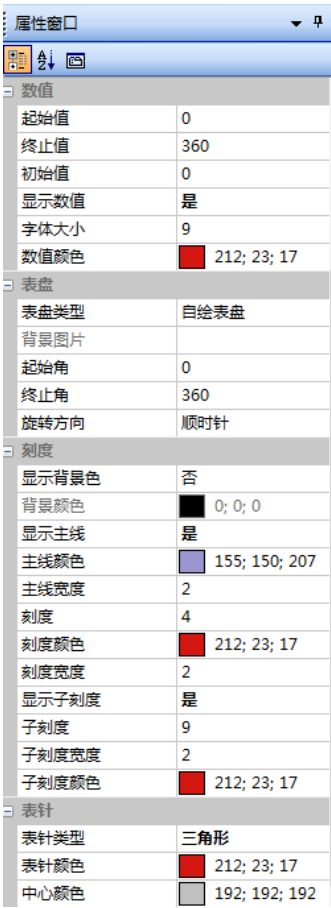 属性窗口
数值
起始值 0
终止值 360
初始值 0
显示数值 是
字体大小 9
数值颜色 212; 23; 17
表盘
表盘类型 自绘表盘
背景图片
起始角 0
终止角 360
旋转方向 顺时针
刻度
显示背景色 否
背景颜色 0; 0; 0
显示主线 是
主线颜色 155; 150; 207
主线宽度 2
刻度 4
刻度颜色 212; 23; 17
刻度宽度 2
显示子刻度 是
子刻度 9
子刻度宽度 2
子刻度颜色 212; 23; 17
表针
表针类型 三角形
表针颜色 212; 23; 17
中心颜色 192; 192; 192